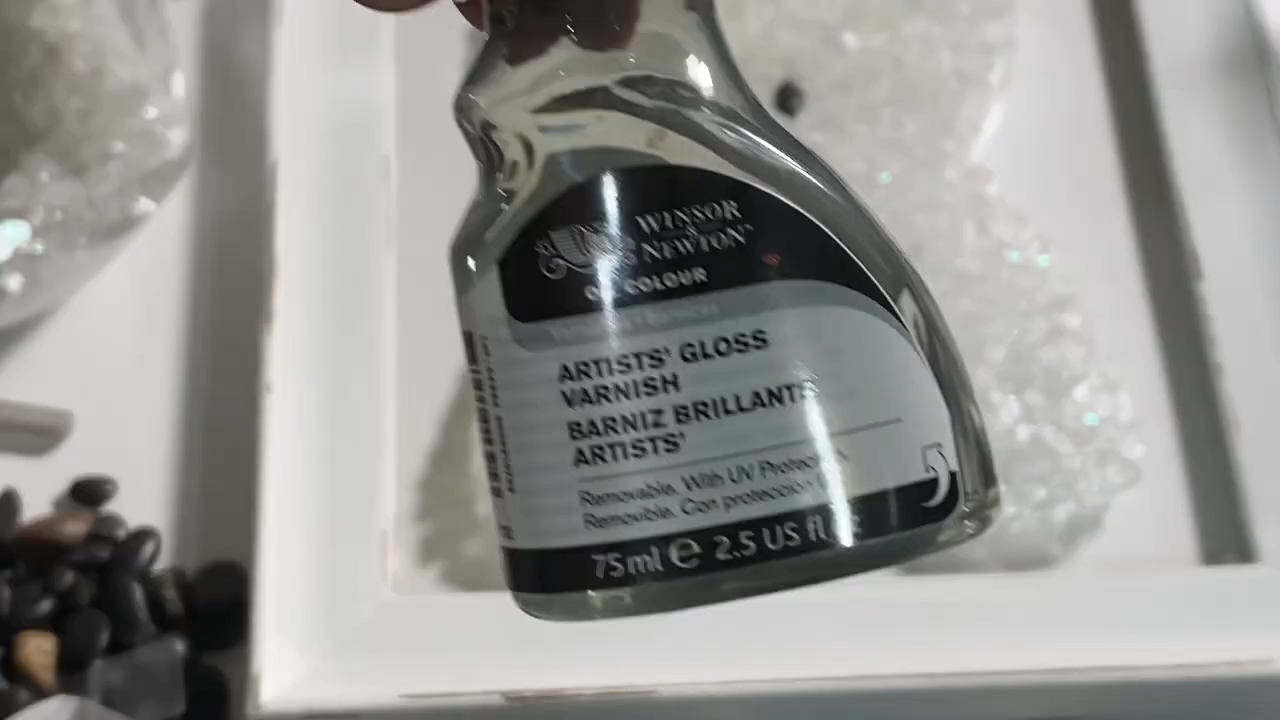 WINSOR
&
NEWTON
COLOUR
ARTISTS' GLOSS
VARNISH
BARNIZ BRILLANTE
ARTISTS'
Removable. With UV Protection
Removible. Con protección
75ml e 2.5 US fl